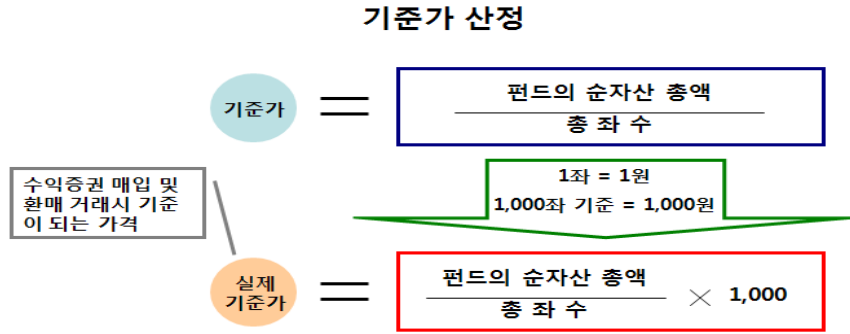 기준가 산정
기준가
=
펀드의 순자산 총액
총 좌 수
1좌 = 1원
1,000좌 기준 = 1,000원
수익증권 매입 및
환매 거래시 기준
이 되는 가격
실제
기준가
=
펀드의 순자산 총액
총 좌 수
× 1,000